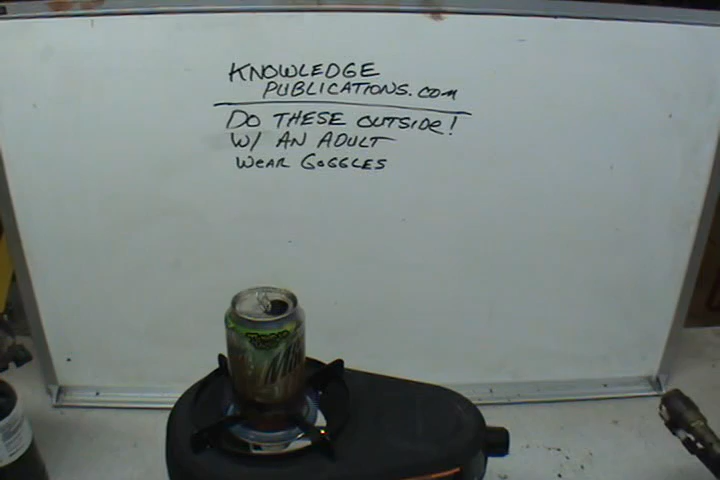 KNOWLEDGE
PUBLICATIONS.COM
DO THESE OUTSIDE!
W/ AN ADULT
WEAR GOGGLES